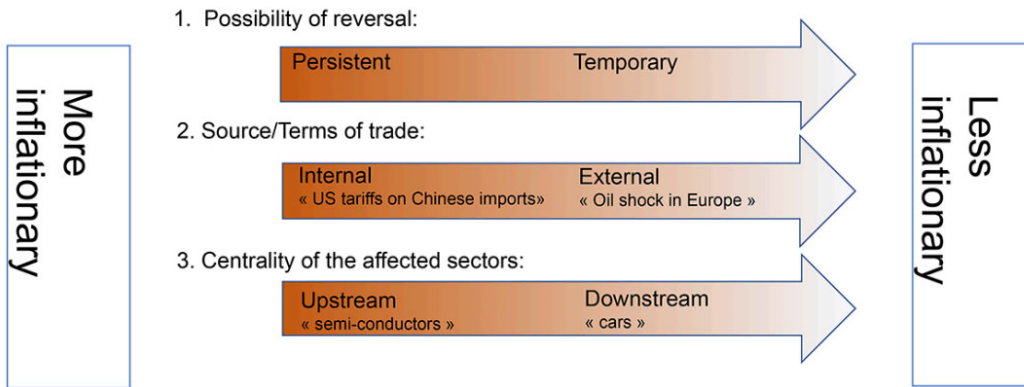 1. Possibility of reversal:
More
inflationary
Persistent
Temporary
Less
inflationary
2. Source/Terms of trade:
Internal
« US tariffs on Chinese imports»
External
« Oil shock in Europe »
3. Centrality of the affected sectors:
Upstream
« semi-conductors »
Downstream
« cars »